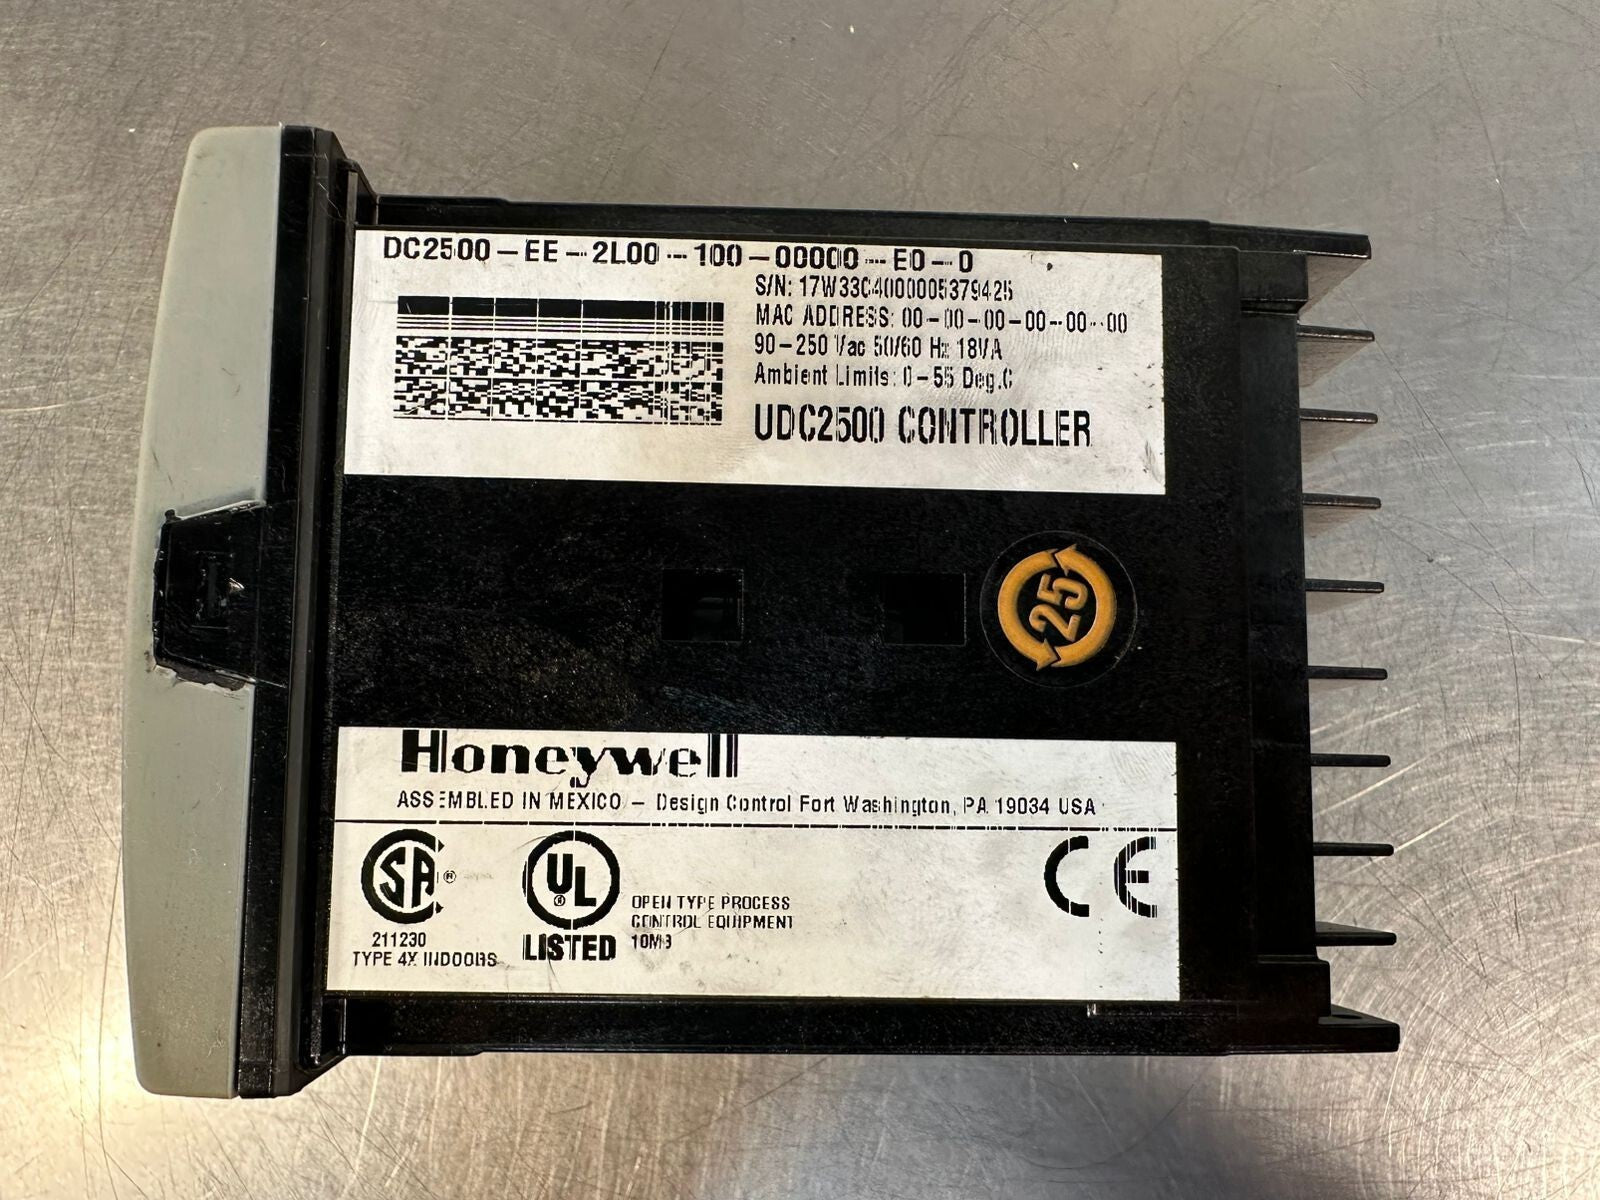 DC2500-EE-2L00-100-00000-E0-0
S/N: 17W33C4000005379425
MAC ADDRESS: 00-00-00-00-00-00
90-250 Vac 50/60 Hz 18VA
Ambient Limits: 0-55 Deg.C
UDC2500 CONTROLLER
25
Honeywell
ASSEMBLED IN MEXICO - Design Control Fort Washington, PA 19034 USA
SA ®
UL ®
CE
OPEN TYPE PROCESS
CONTROL EQUIPMENT
211230
LISTED 10M3
TYPE 4X INDOORS